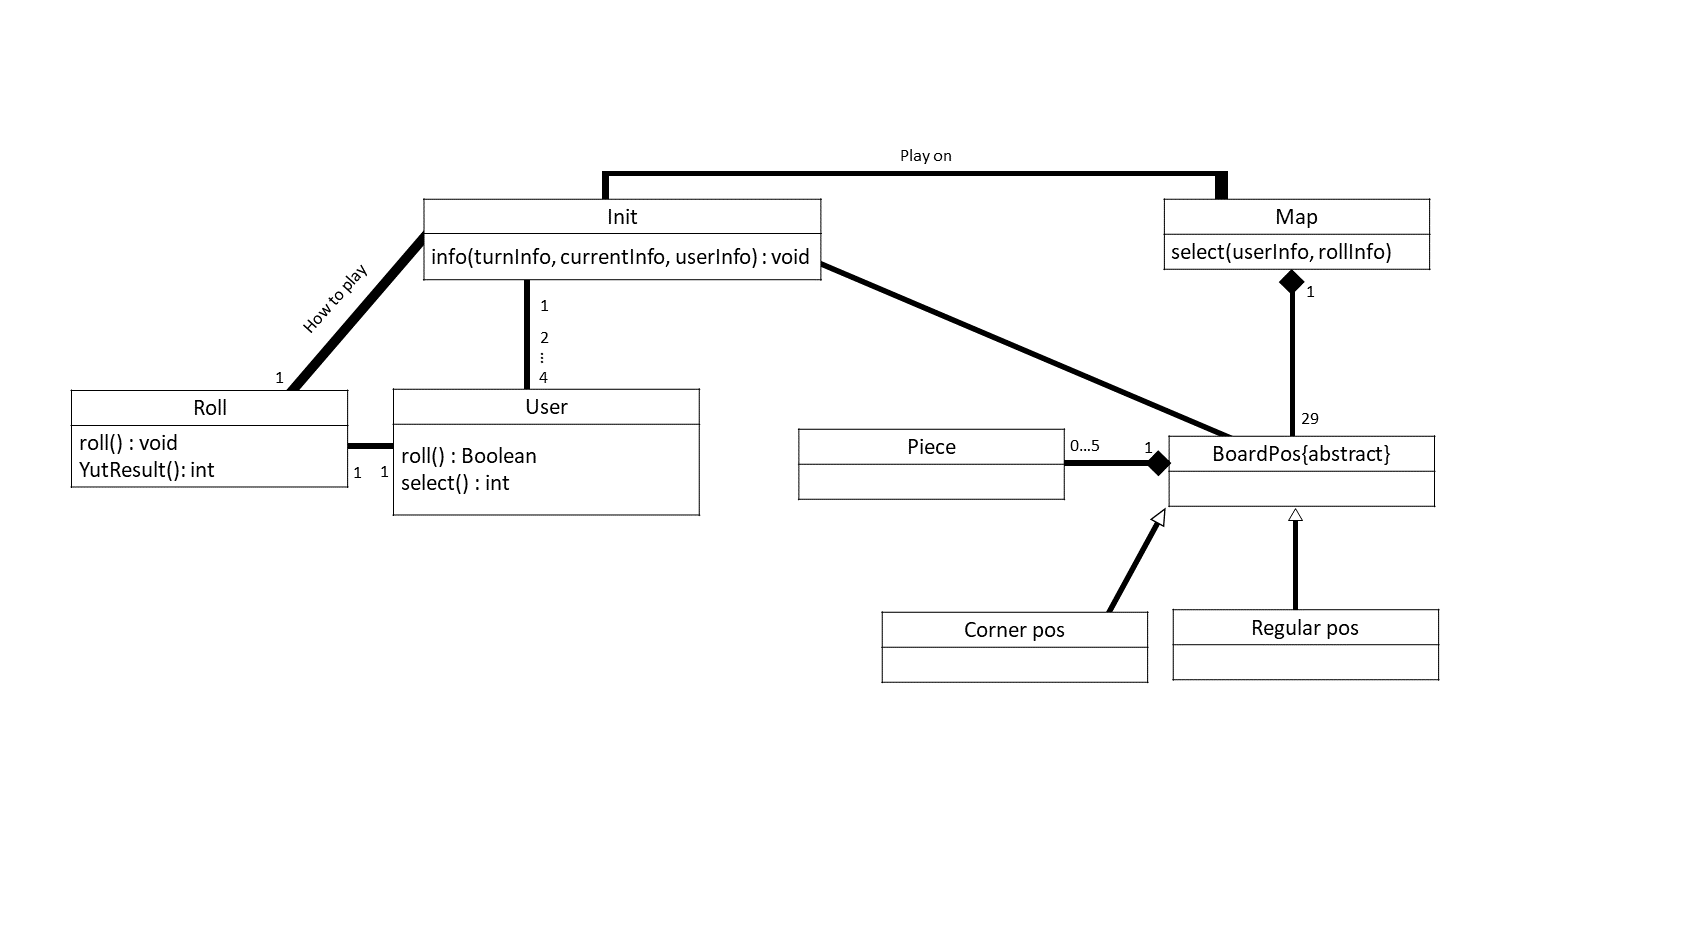 Play on
Init
info(turnInfo, currentInfo, userInfo) : void
Map
select(userInfo, rollInfo)
How to play
1
2
...
4
1
29
1
Roll
roll() : void
YutResult(): int
1
1
User
roll() : Boolean
select() : int
Piece
0...5
1
BoardPos{abstract}
Corner pos
Regular pos